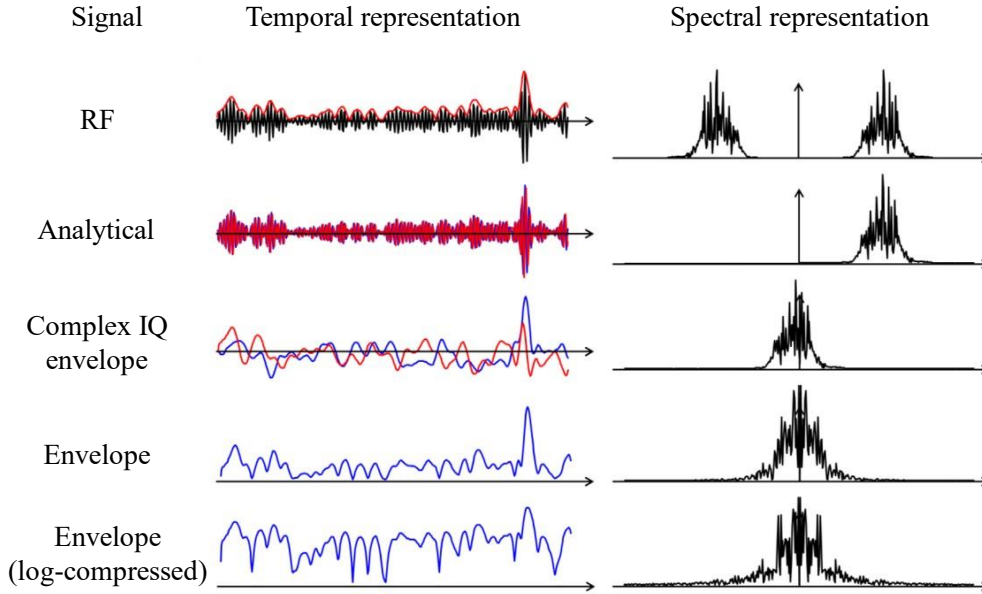 Signal Temporal representation Spectral representation
RF
Analytical
Complex IQ
envelope
Envelope
Envelope
(log-compressed)